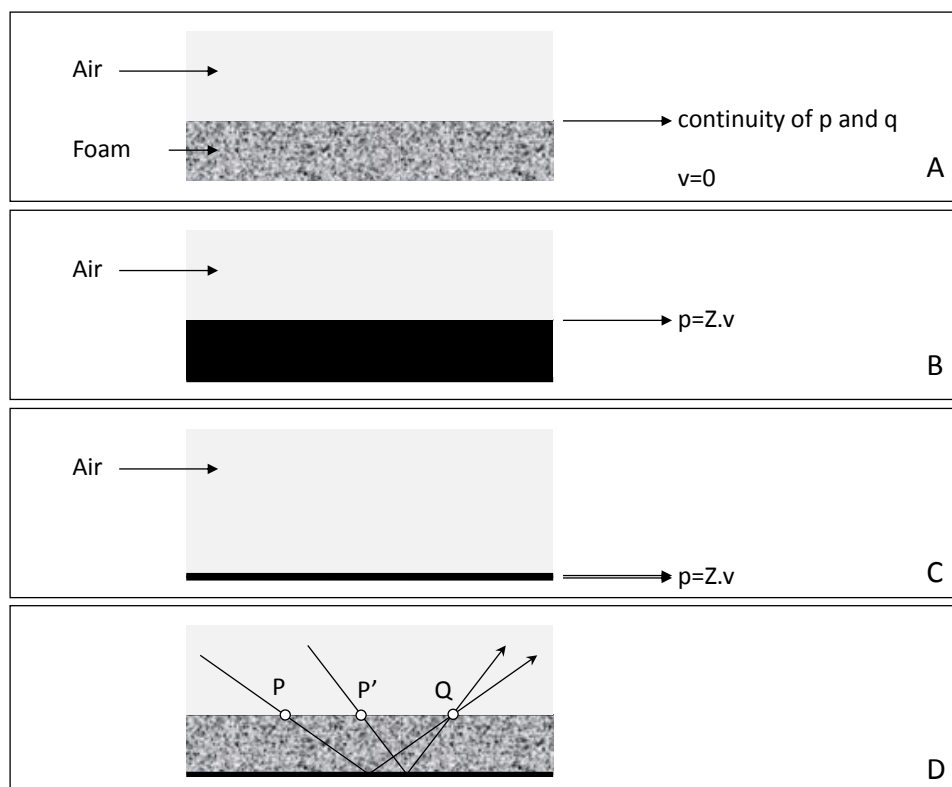 Air
continuity of p and q
Foam
v=0
A
Air
p=Z.v
B
Air
p=Z.v
C
P
P’
Q
D